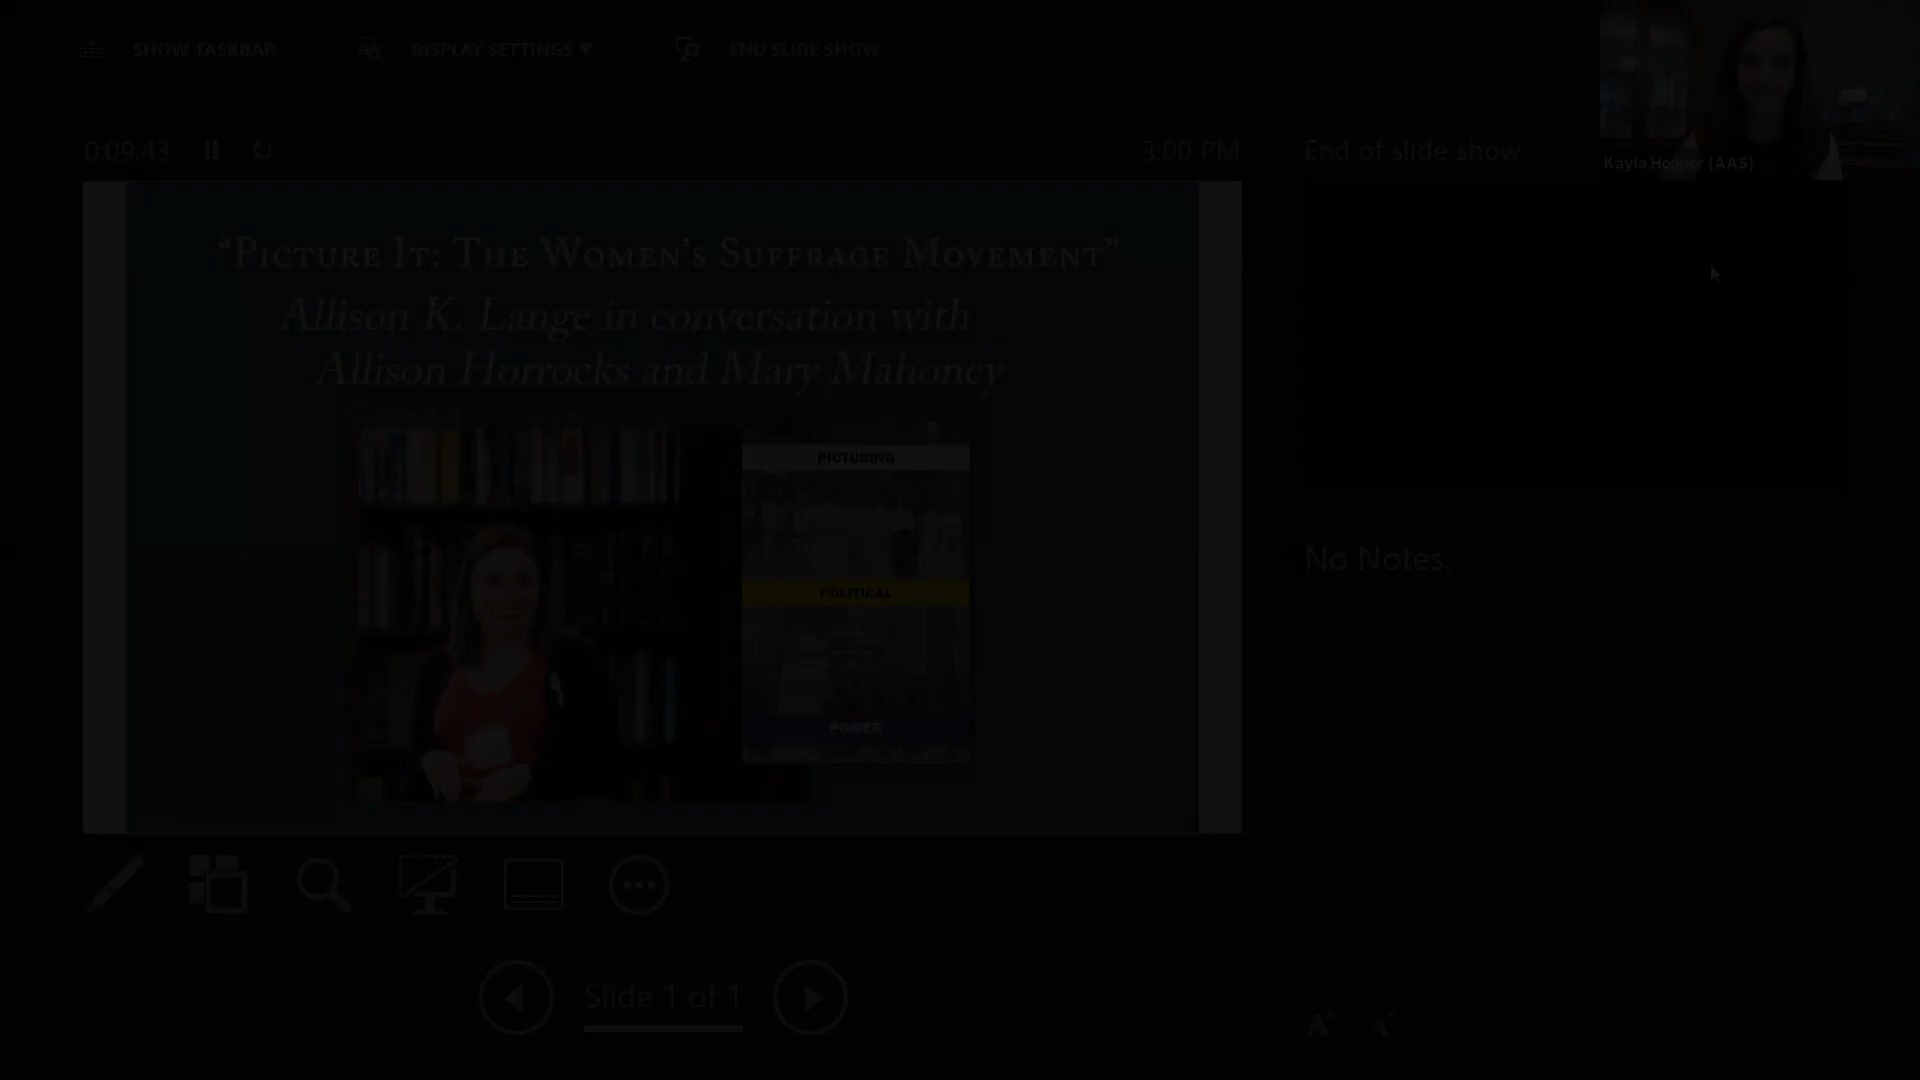 SHOW TASKBAR
DISPLAY SETTINGS ▼
END SLIDE SHOW
0:09:43
3:00 PM
End of slide show
Kayla Hopper (AAS)
“PICTURE IT: THE WOMEN’S SUFFRAGE MOVEMENT”
Allison K. Lange in conversation with
Allison Horrocks and Mary Mahoney
PICTURING
POLITICAL
POWER
No Notes.
Slide 1 of 1
A
A